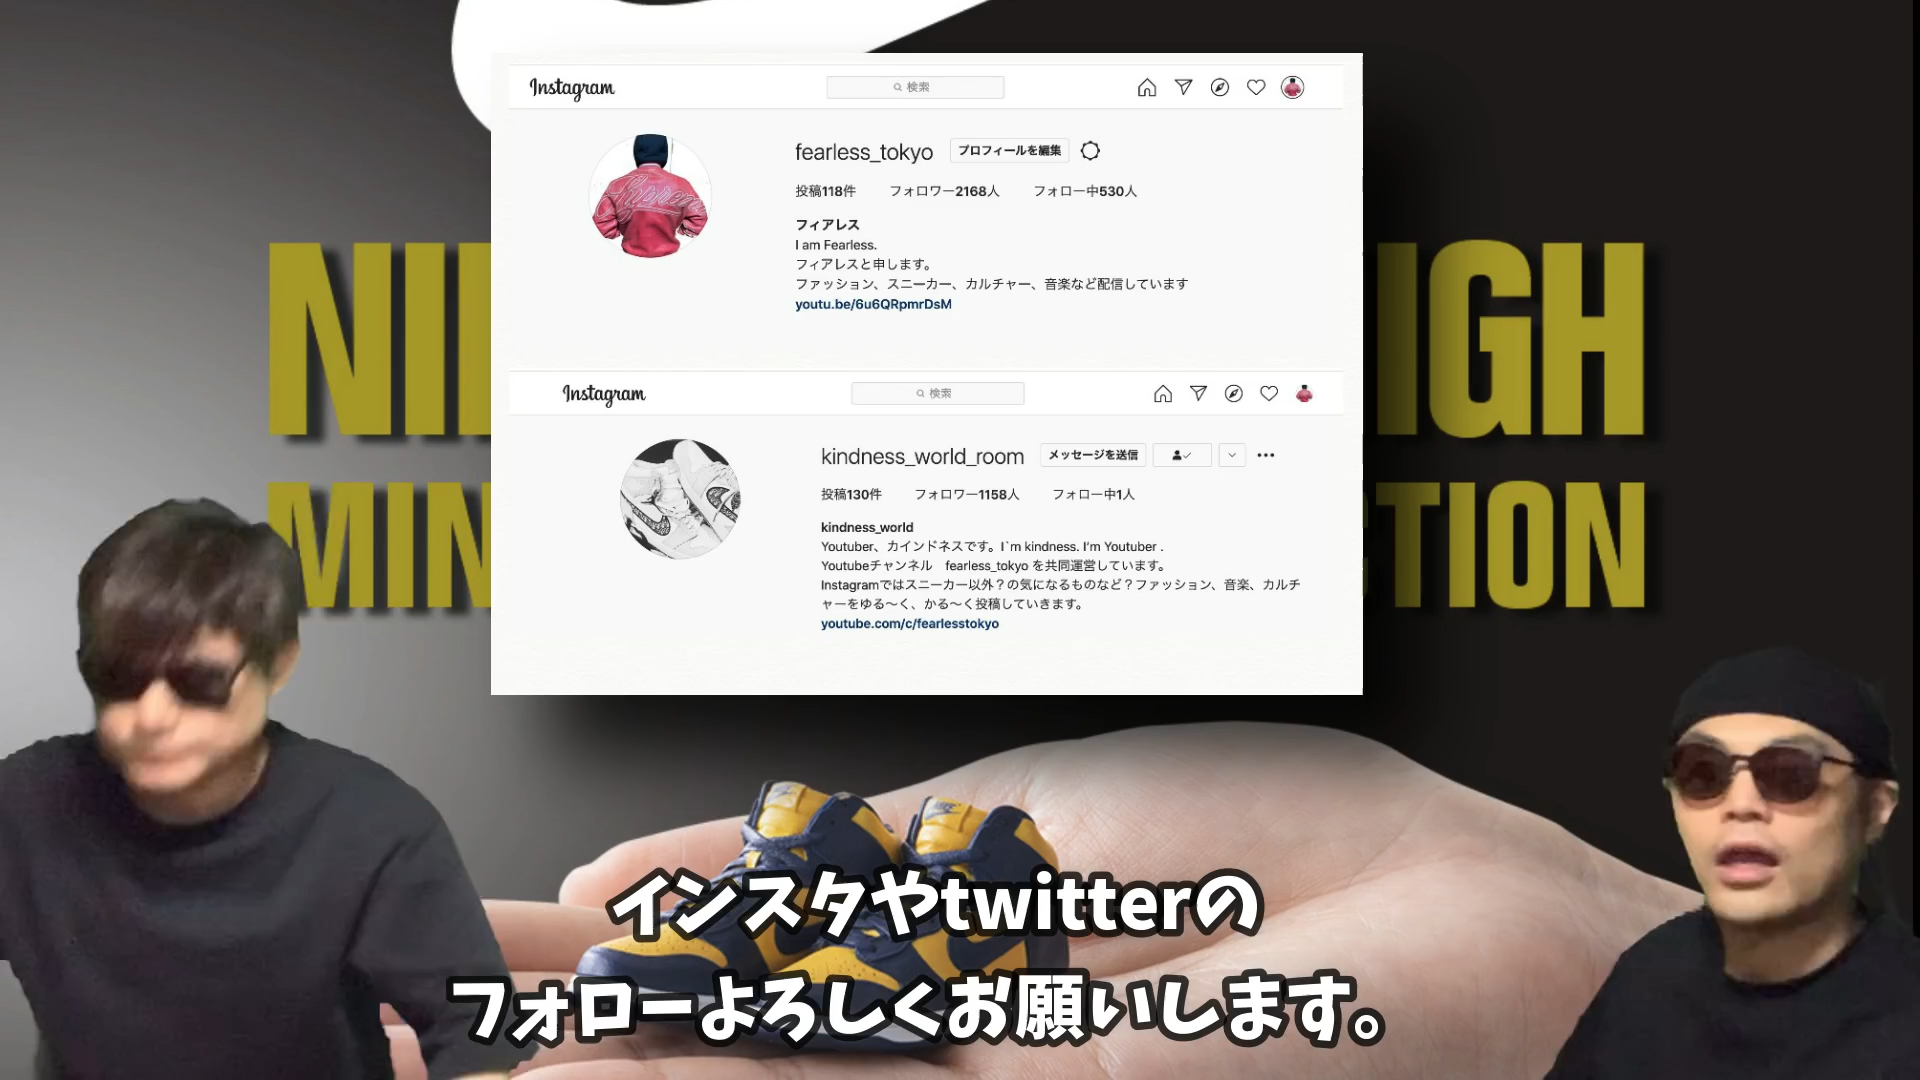 Instagram
検索
fearless_tokyo プロフィールを編集
投稿118件 フォロワー2168人 フォロー中530人
フィアレス
I am Fearless.
フィアレスと申します。
ファッション、スニーカー、カルチャー、音楽など配信しています
youtu.be/6u6QRpmrDsM
Instagram
検索
kindness_world_room メッセージを送信
投稿130件 フォロワー1158人 フォロー中1人
kindness_world
Youtuber、カインドネスです。I`m kindness. I'm Youtuber .
Youtubeチャンネル fearless_tokyo を共同運営しています。
Instagramではスニーカー以外？の気になるものなど？ファッション、音楽、カルチ
ャーをゆる〜く、かる〜く投稿していきます。
youtube.com/c/fearlesstokyo
NI IGH
MIN CTION
インスタやtwitterの
フォローよろしくお願いします。